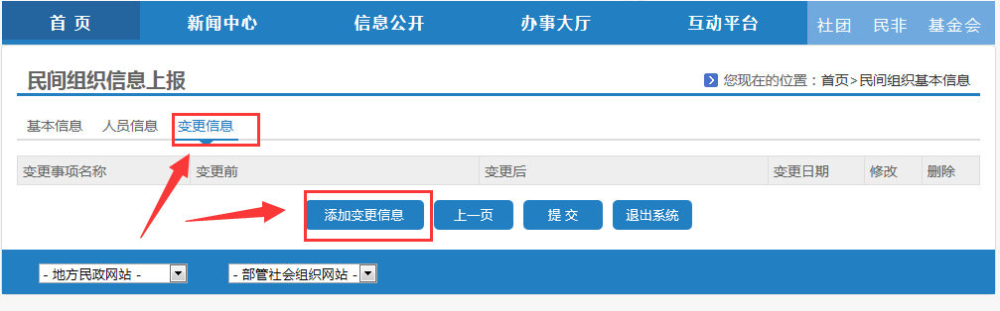 首 页 新闻中心 信息公开 办事大厅 互动平台 社团 民非 基金会
民间组织信息上报 您现在的位置：首页>民间组织基本信息
基本信息 人员信息 变更信息
变更事项名称 变更前 变更后 变更日期 修改 删除
添加变更信息 上一页 提 交 退出系统
- 地方民政网站 - - 部管社会组织网站 -